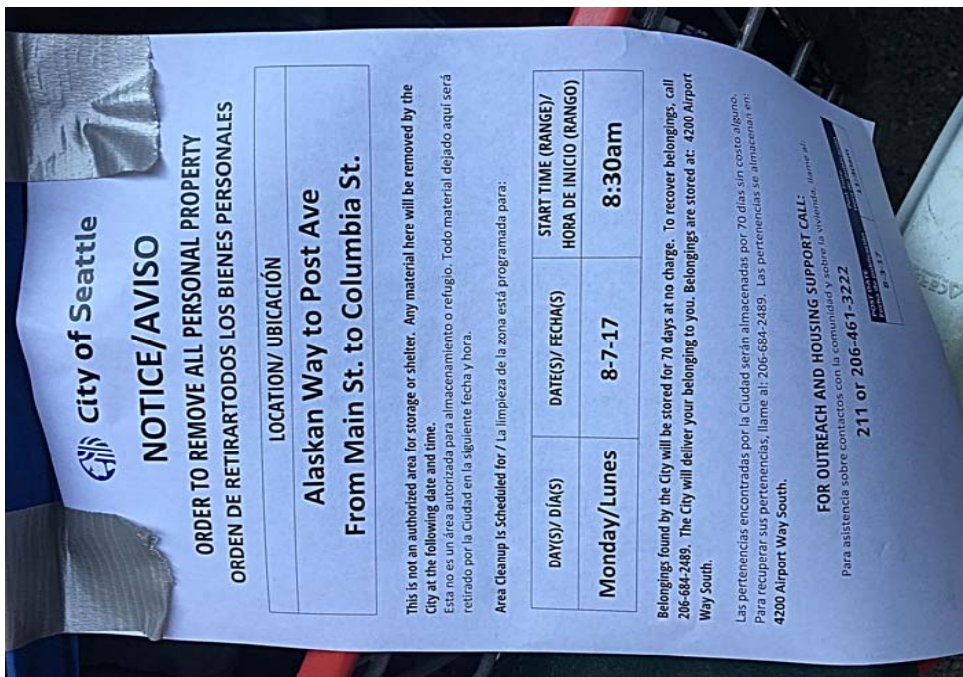 City of Seattle
NOTICE/AVISO
ORDER TO REMOVE ALL PERSONAL PROPERTY
ORDEN DE RETIRARTODOS LOS BIENES PERSONALES
LOCATION/ UBICACIÓN
Alaskan Way to Post Ave
From Main St. to Columbia St.
This is not an authorized area for storage or shelter. Any material here will be removed by the
City at the following date and time.
Esta no es un área autorizada para almacenamiento o refugio. Todo material dejado aquí será
retirado por la Ciudad en la siguiente fecha y hora.
Area Cleanup Is Scheduled for / La limpieza de la zona está programada para:
DAY(S)/ DÍA(S)
DATE(S)/ FECHA(S)
START TIME (RANGE)/
HORA DE INICIO (RANGO)
Monday/Lunes
8-7-17
8:30am
Belongings found by the City will be stored for 70 days at no charge. To recover belongings, call
206-684-2489. The City will deliver your belonging to you. Belongings are stored at: 4200 Airport
Way South.
Las pertenencias encontradas por la Ciudad serán almacenadas por 70 días sin costo alguno.
Para recuperar sus pertenencias, llame al: 206-684-2489. Las pertenencias se almacenan en:
4200 Airport Way South.
FOR OUTREACH AND HOUSING SUPPORT CALL:
Para asistencia sobre contactos con la comunidad y sobre la vivienda, llame al:
211 or 206-461-3222
8-3-17